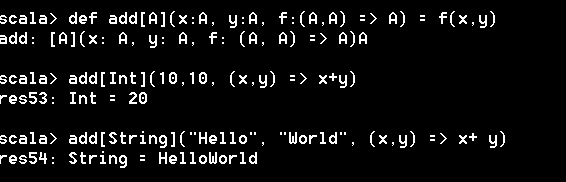 scala> def add[A](x:A, y:A, f:(A,A) => A) = f(x,y)
add: [A](x: A, y: A, f: (A, A) => A)A
scala> add[Int](10,10, (x,y) => x+y)
res53: Int = 20
scala> add[String]("Hello", "World", (x,y) => x+ y)
res54: String = HelloWorld